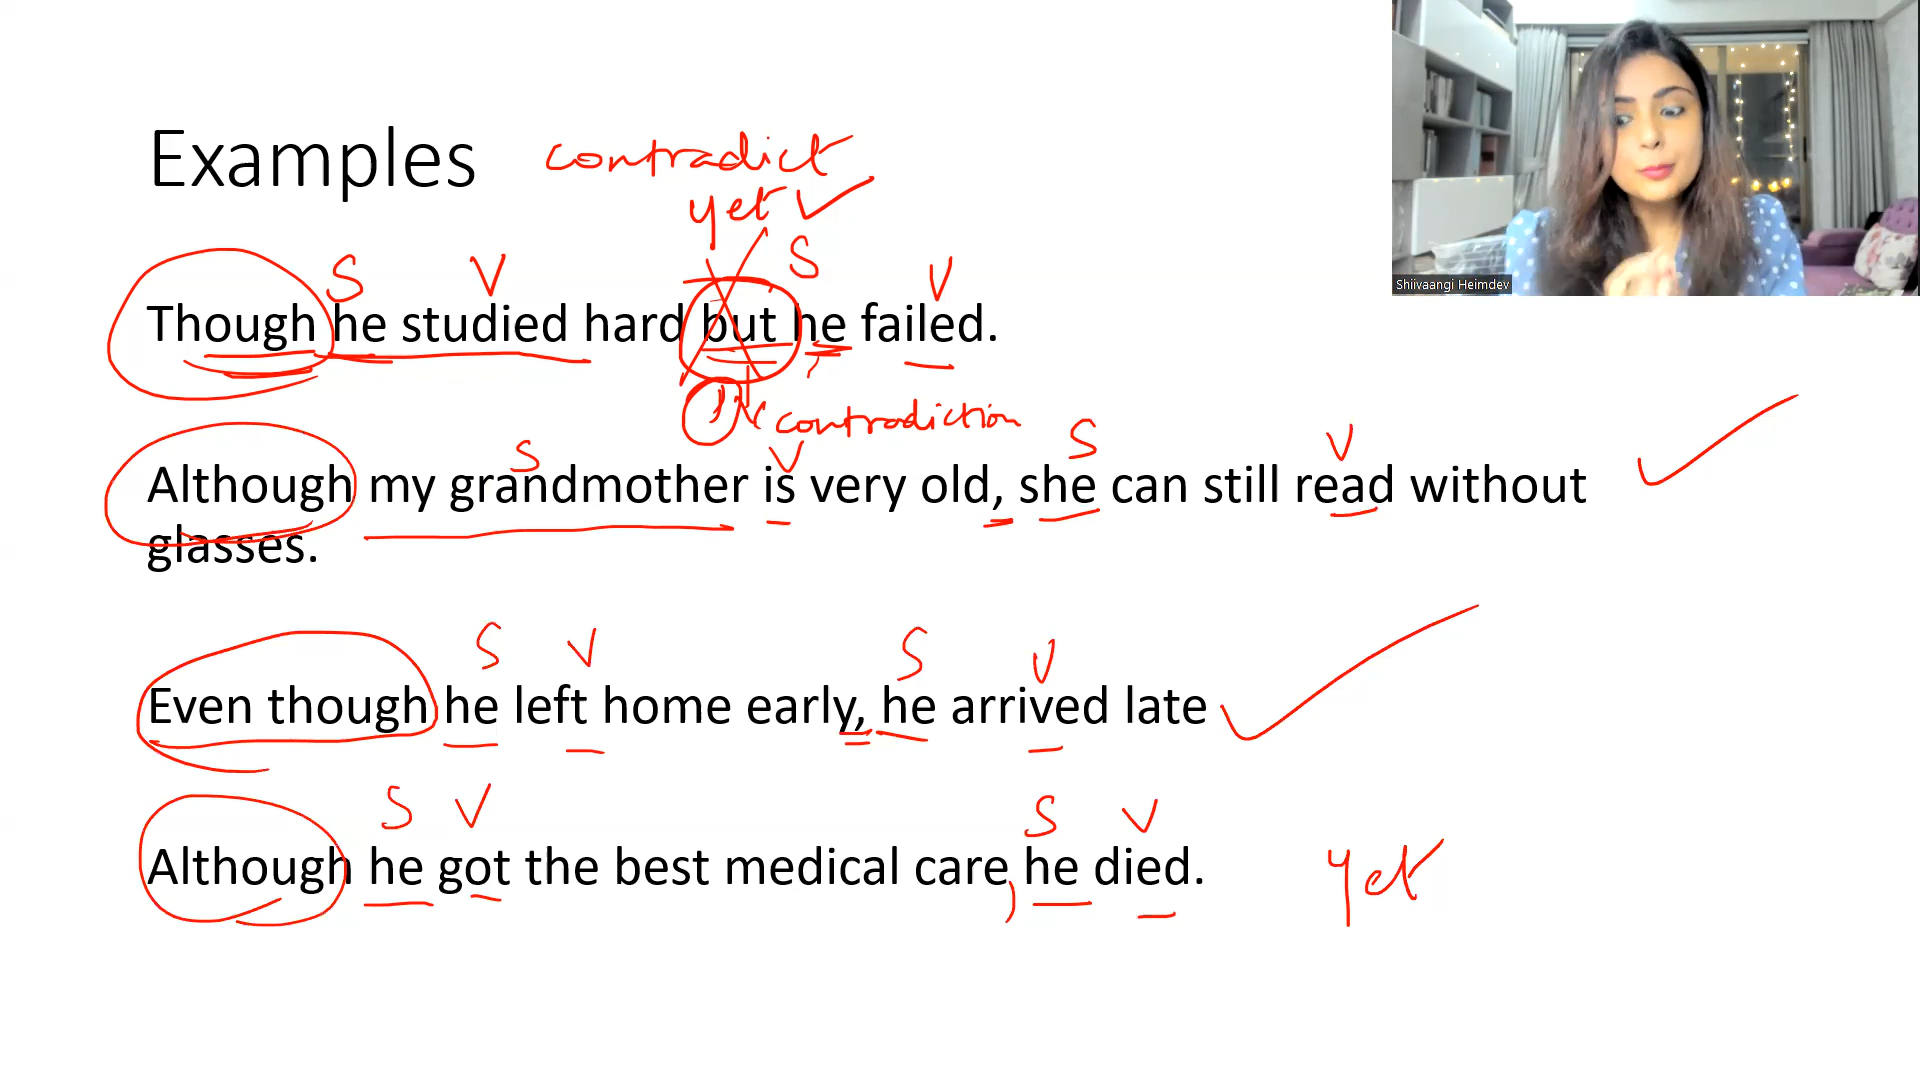 Examples contradict
yet
S V S V
Though he studied hard but he failed.
contradiction
S V S V
Although my grandmother is very old, she can still read without
glasses.
S V S V
Even though he left home early, he arrived late
S V S V
Although he got the best medical care, he died. yet
Shiivaangi Heimdev